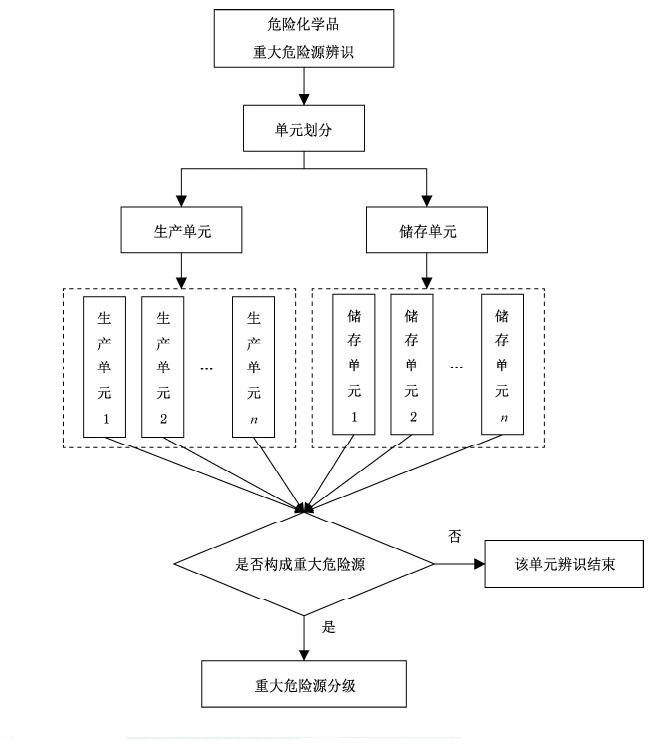 危险化学品
重大危险源辨识
单元划分
生产单元
储存单元
生产单元1
生产单元2
…
生产单元n
储存单元1
储存单元2
…
储存单元n
是否构成重大危险源
否
该单元辨识结束
是
重大危险源分级